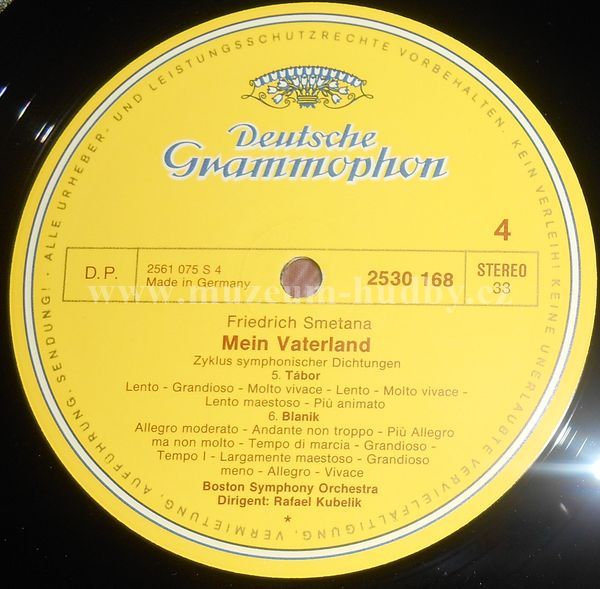 ALLE URHEBER- UND LEISTUNGSSCHUTZRECHTE VORBEHALTEN. KEIN VERLEIH! KEINE UNERLAUBTE VERVIELFÄLTIGUNG, VERMIETUNG, AUFFÜHRUNG, SENDUNG!
Deutsche
Grammophon
4
D.P.
2561 075 S 4
Made in Germany
2530 168
STEREO
33
www.muzeum-hudby.cz
Friedrich Smetana
Mein Vaterland
Zyklus symphonischer Dichtungen
5. Tábor
Lento - Grandioso - Molto vivace - Lento - Molto vivace -
Lento maestoso - Più animato
6. Blanik
Allegro moderato - Andante non troppo - Più Allegro
ma non molto - Tempo di marcia - Grandioso -
Tempo I - Largamente maestoso - Grandioso
meno - Allegro - Vivace
Boston Symphony Orchestra
Dirigent: Rafael Kubelik
*